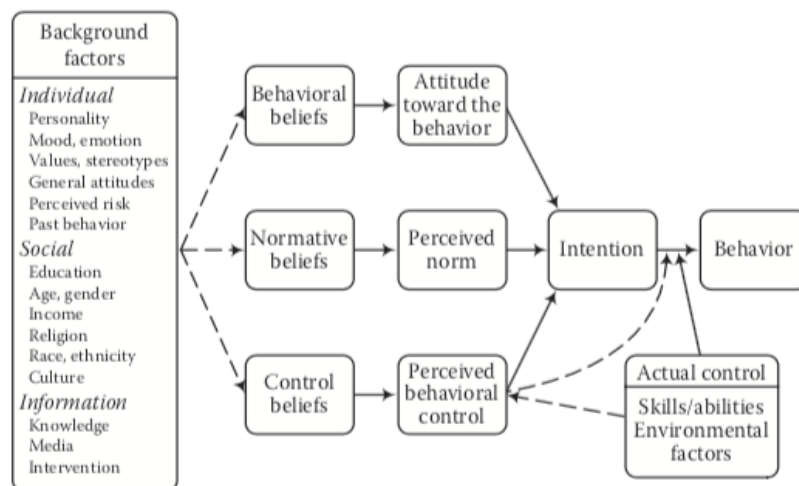 Background
factors
Individual
Personality
Mood, emotion
Values, stereotypes
General attitudes
Perceived risk
Past behavior
Social
Education
Age, gender
Income
Religion
Race, ethnicity
Culture
Information
Knowledge
Media
Intervention
Behavioral
beliefs
Attitude
toward the
behavior
Normative
beliefs
Perceived
norm
Control
beliefs
Perceived
behavioral
control
Intention
Behavior
Actual control
Skills/abilities
Environmental
factors